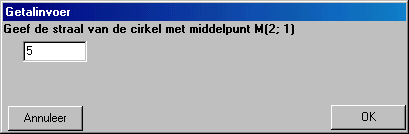 Getalinvoer
Geef de straal van de cirkel met middelpunt M(2; 1)
5
Annuleer
OK